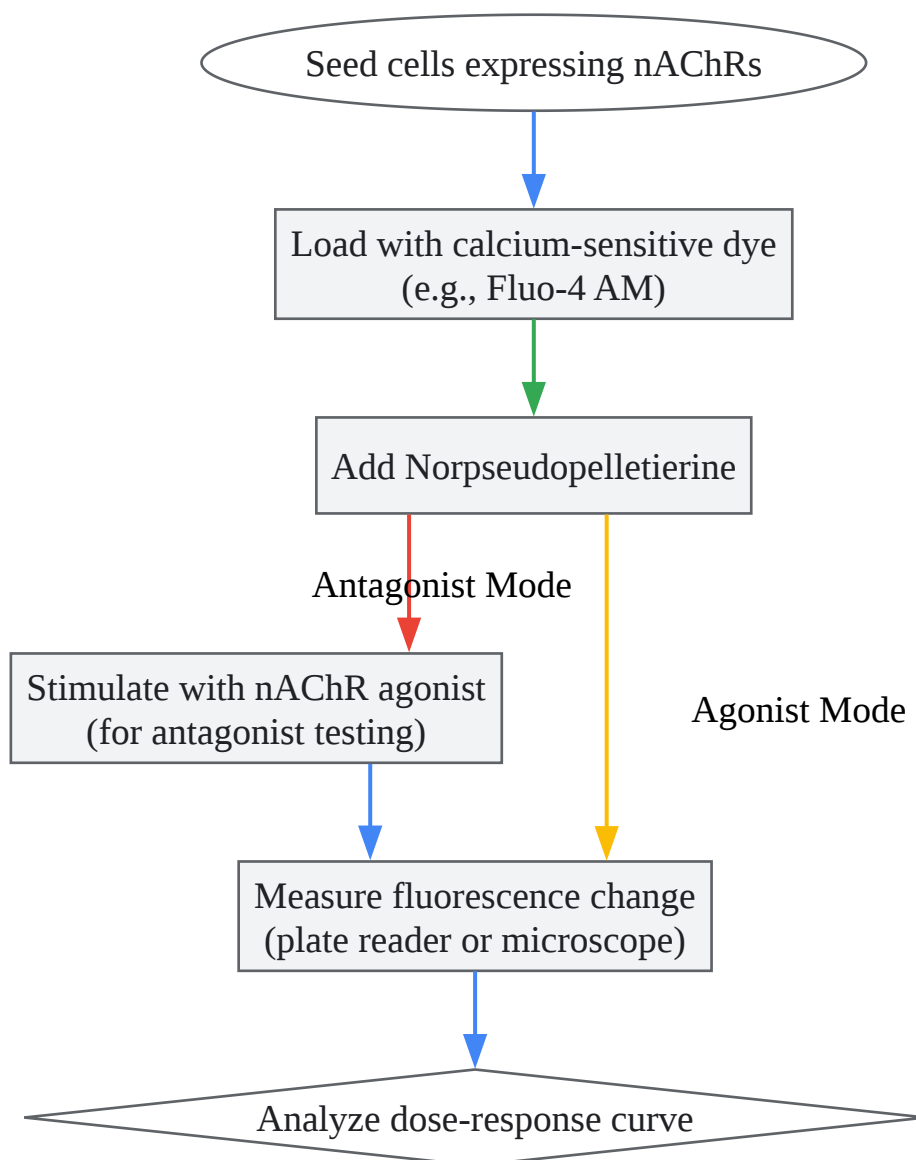 Seed cells expressing nAChRs
Load with calcium-sensitive dye
(e.g., Fluo-4 AM)
Add Norpseudopelletierine
Antagonist Mode
Stimulate with nAChR agonist
(for antagonist testing)
Agonist Mode
Measure fluorescence change
(plate reader or microscope)
Analyze dose-response curve